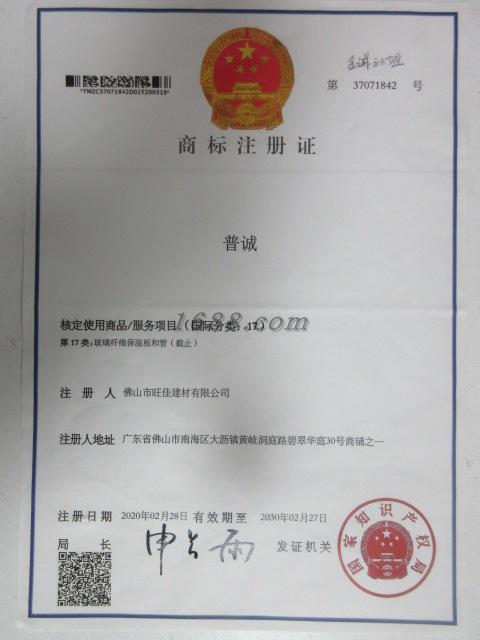 *TMZC37071842D01T200319*
第 37071842 号
商标注册证
普诚
核定使用商品/服务项目（国际分类：17）
1688.com
第17类：玻璃纤维保温板和管（截止）
注册人 佛山市旺佳建材有限公司
注册人地址 广东省佛山市南海区大沥镇黄岐洞庭路碧翠华庭30号商铺之一
注册日期 2020年02月28日 有效期至 2030年02月27日
局长 申长雨 发证机关
国家知识产权局